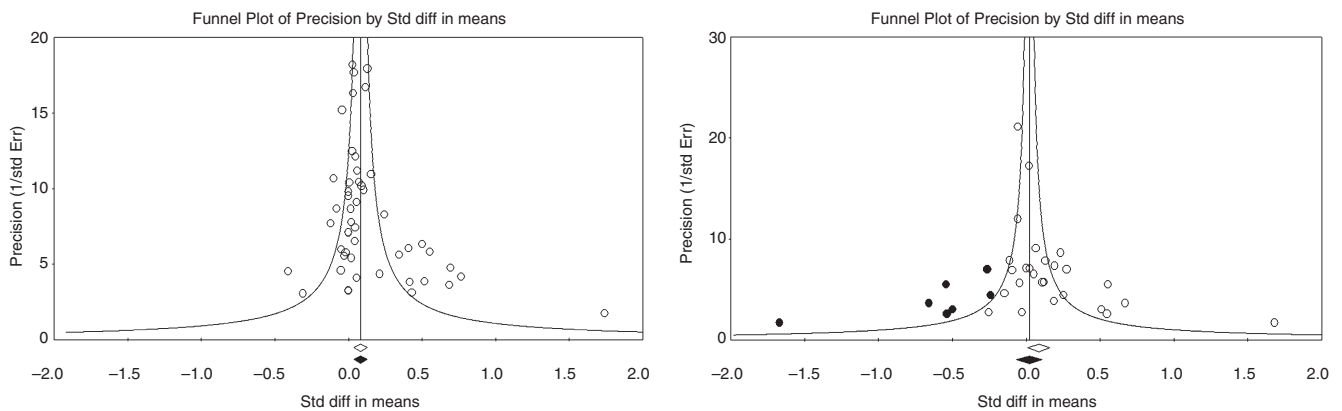 Funnel Plot of Precision by Std diff in means
20
15
10
5
0
Precision (1/std Err)
–2.0 –1.5 –1.0 –0.5 0.0 0.5 1.0 1.5 2.0
Std diff in means
Funnel Plot of Precision by Std diff in means
30
20
10
0
Precision (1/std Err)
–2.0 –1.5 –1.0 –0.5 0.0 0.5 1.0 1.5 2.0
Std diff in means